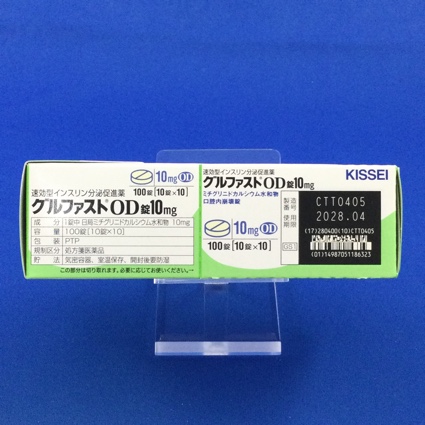 速効型インスリン分泌促進薬
10mg OD
グルファストOD錠10mg
100錠 [10錠×10]
成分 1錠中 日局ミチグリニドカルシウム水和物 10mg
容量 100錠[10錠×10]
包装 PTP
規制区分 処方箋医薬品
貯法 気密容器、室温保存、開封後要防湿
この部分は切り取れます。必要に応じてお使いください。
速効型インスリン分泌促進薬
グルファストOD錠10mg
ミチグリニドカルシウム水和物
口腔内崩壊錠
10mg OD
100錠 [10錠×10]
KISSEI
製造番号 CTT0405
使用期限 2028.04
(17)280400(10)CTT0405
GS1
(01)14987051186323